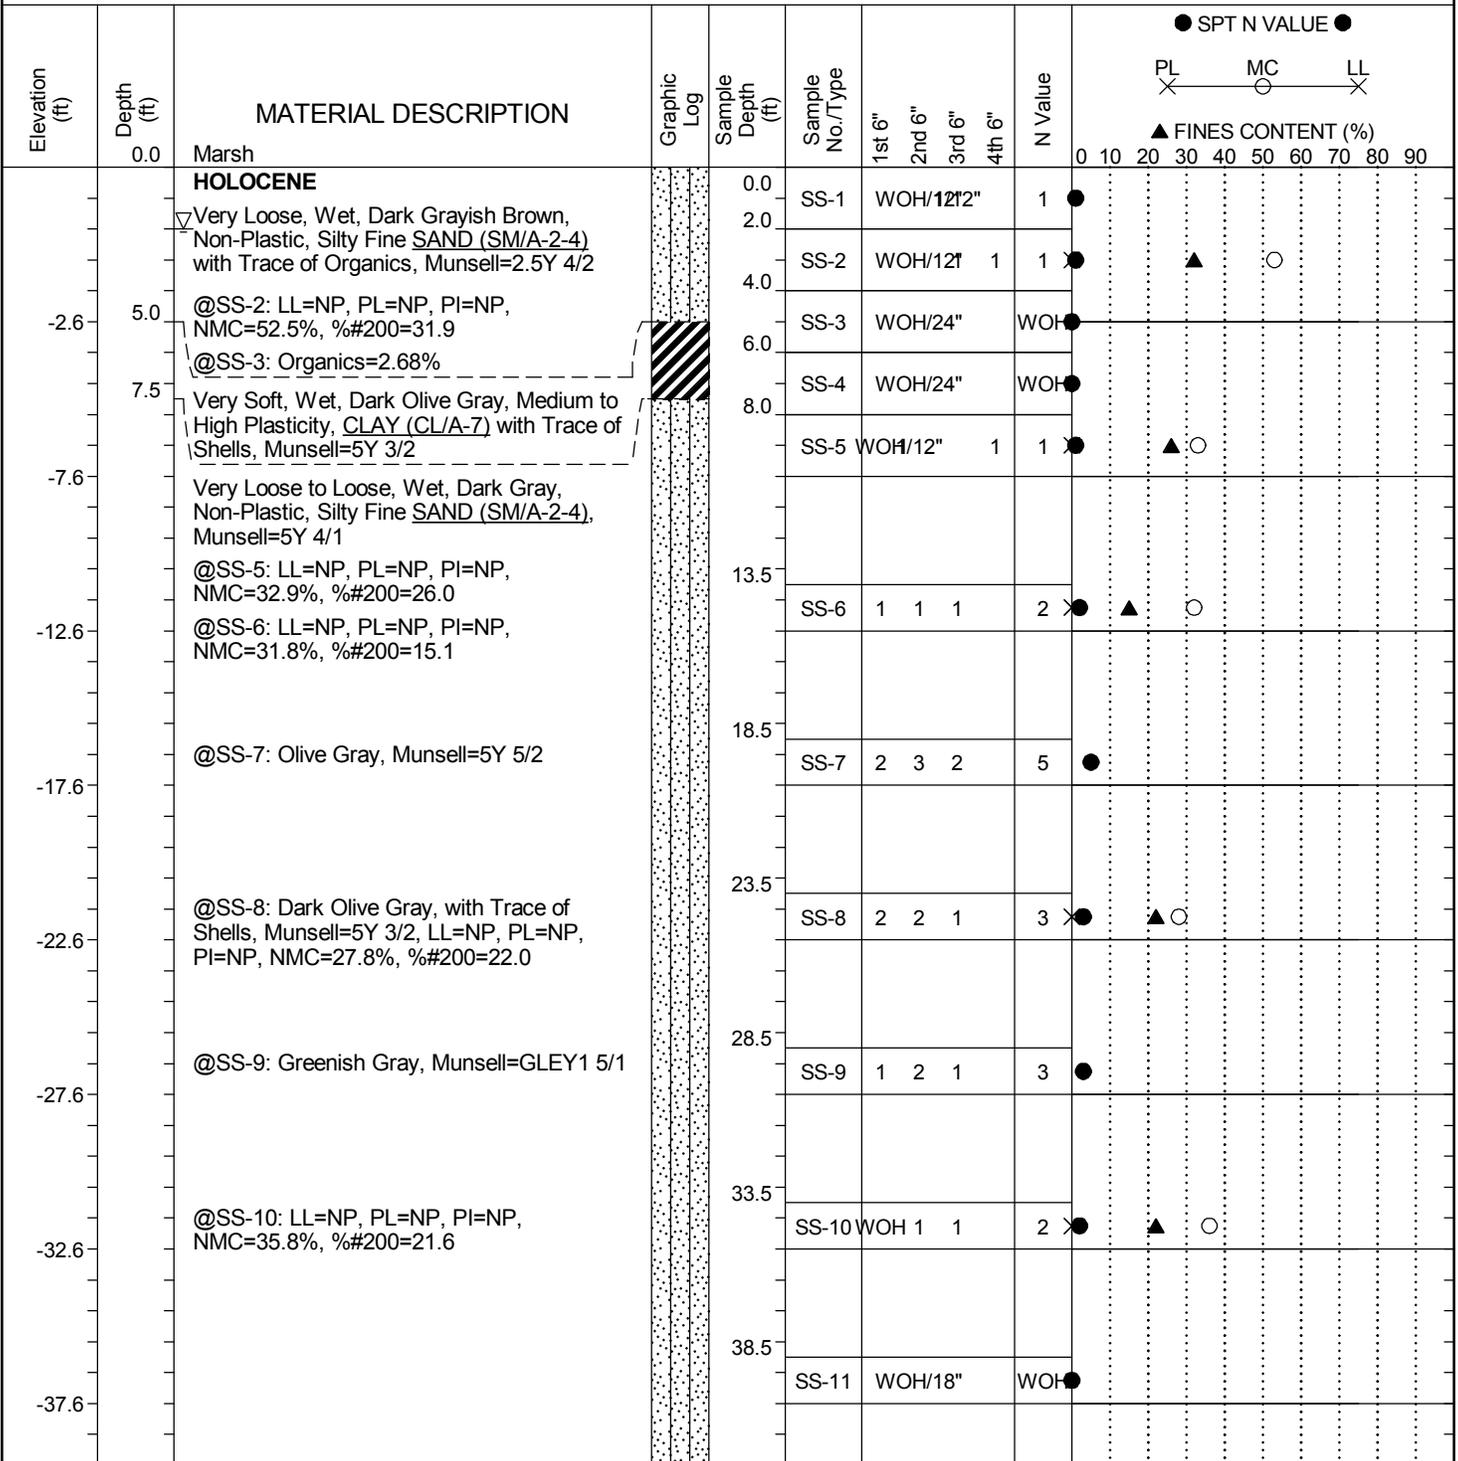 ● SPT N VALUE ●
PL MC LL
▲ FINES CONTENT (%)
0 10 20 30 40 50 60 70 80 90
Elevation (ft)
Depth (ft)
MATERIAL DESCRIPTION
Graphic Log
Sample Depth (ft)
Sample No./Type
1st 6"
2nd 6"
3rd 6"
4th 6"
N Value
0.0 Marsh
HOLOCENE
0.0
SS-1 1
2.0
Very Loose, Wet, Dark Grayish Brown,
Non-Plastic, Silty Fine SAND (SM/A-2-4)
with Trace of Organics, Munsell=2.5Y 4/2
SS-2 WOH/12" 1 1
4.0
@SS-2: LL=NP, PL=NP, PI=NP,
NMC=52.5%, %#200=31.9
-2.6 5.0
SS-3 WOH/24" WOH
6.0
@SS-3: Organics=2.68%
7.5
SS-4 WOH/24" WOH
8.0
Very Soft, Wet, Dark Olive Gray, Medium to
High Plasticity, CLAY (CL/A-7) with Trace of
Shells, Munsell=5Y 3/2
SS-5 WOH 1/12" 1 1
-7.6
Very Loose to Loose, Wet, Dark Gray,
Non-Plastic, Silty Fine SAND (SM/A-2-4),
Munsell=5Y 4/1
@SS-5: LL=NP, PL=NP, PI=NP,
NMC=32.9%, %#200=26.0
13.5
SS-6 1 1 1 2
@SS-6: LL=NP, PL=NP, PI=NP,
NMC=31.8%, %#200=15.1
-12.6
18.5
@SS-7: Olive Gray, Munsell=5Y 5/2
SS-7 2 3 2 5
-17.6
23.5
@SS-8: Dark Olive Gray, with Trace of
Shells, Munsell=5Y 3/2, LL=NP, PL=NP,
PI=NP, NMC=27.8%, %#200=22.0
SS-8 2 2 1 3
-22.6
28.5
@SS-9: Greenish Gray, Munsell=GLEY1 5/1
SS-9 1 2 1 3
-27.6
33.5
@SS-10: LL=NP, PL=NP, PI=NP,
NMC=35.8%, %#200=21.6
SS-10 WOH 1 1 2
-32.6
38.5
SS-11 WOH/18" WOH
-37.6